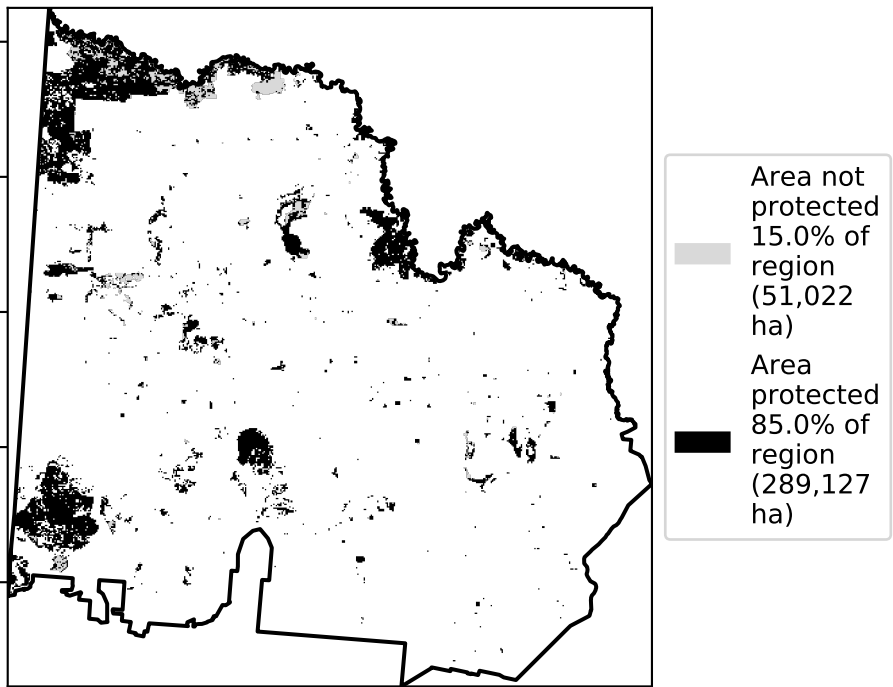 Area not
protected
15.0% of
region
(51,022
ha)
Area
protected
85.0% of
region
(289,127
ha)